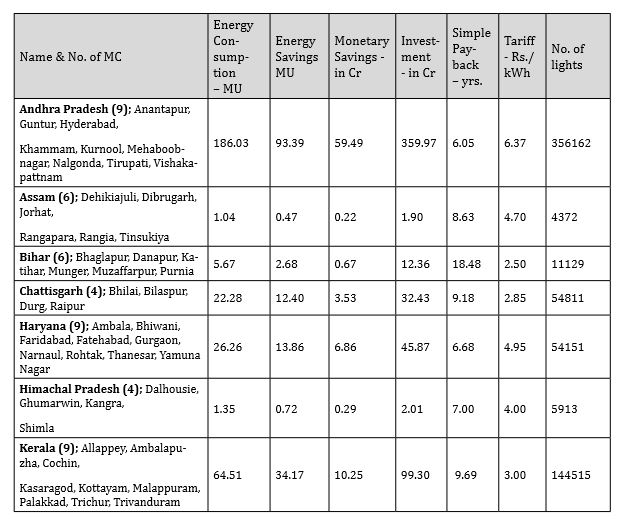 Name & No. of MC
Energy
Con-
sump-
tion
– MU
Energy
Savings
MU
Monetary
Savings -
in Cr
Invest-
ment
- in Cr
Simple
Pay-
back
– yrs.
Tariff
- Rs./
kWh
No. of
lights
Andhra Pradesh (9); Anantapur,
Guntur, Hyderabad,
Khammam, Kurnool, Mehaboob-
nagar, Nalgonda, Tirupati, Vishaka-
pattnam
186.03
93.39
59.49
359.97
6.05
6.37
356162
Assam (6); Dehikiajuli, Dibrugarh,
Jorhat,
Rangapara, Rangia, Tinsukiya
1.04
0.47
0.22
1.90
8.63
4.70
4372
Bihar (6); Bhaglapur, Danapur, Ka-
tihar, Munger, Muzaffarpur, Purnia
5.67
2.68
0.67
12.36
18.48
2.50
11129
Chattisgarh (4); Bhilai, Bilaspur,
Durg, Raipur
22.28
12.40
3.53
32.43
9.18
2.85
54811
Haryana (9); Ambala, Bhiwani,
Faridabad, Fatehabad, Gurgaon,
Narnaul, Rohtak, Thanesar, Yamuna
Nagar
26.26
13.86
6.86
45.87
6.68
4.95
54151
Himachal Pradesh (4); Dalhousie,
Ghumarwin, Kangra,
Shimla
1.35
0.72
0.29
2.01
7.00
4.00
5913
Kerala (9); Allappey, Ambalapu-
zha, Cochin,
Kasaragod, Kottayam, Malappuram,
Palakkad, Trichur, Trivanduram
64.51
34.17
10.25
99.30
9.69
3.00
144515